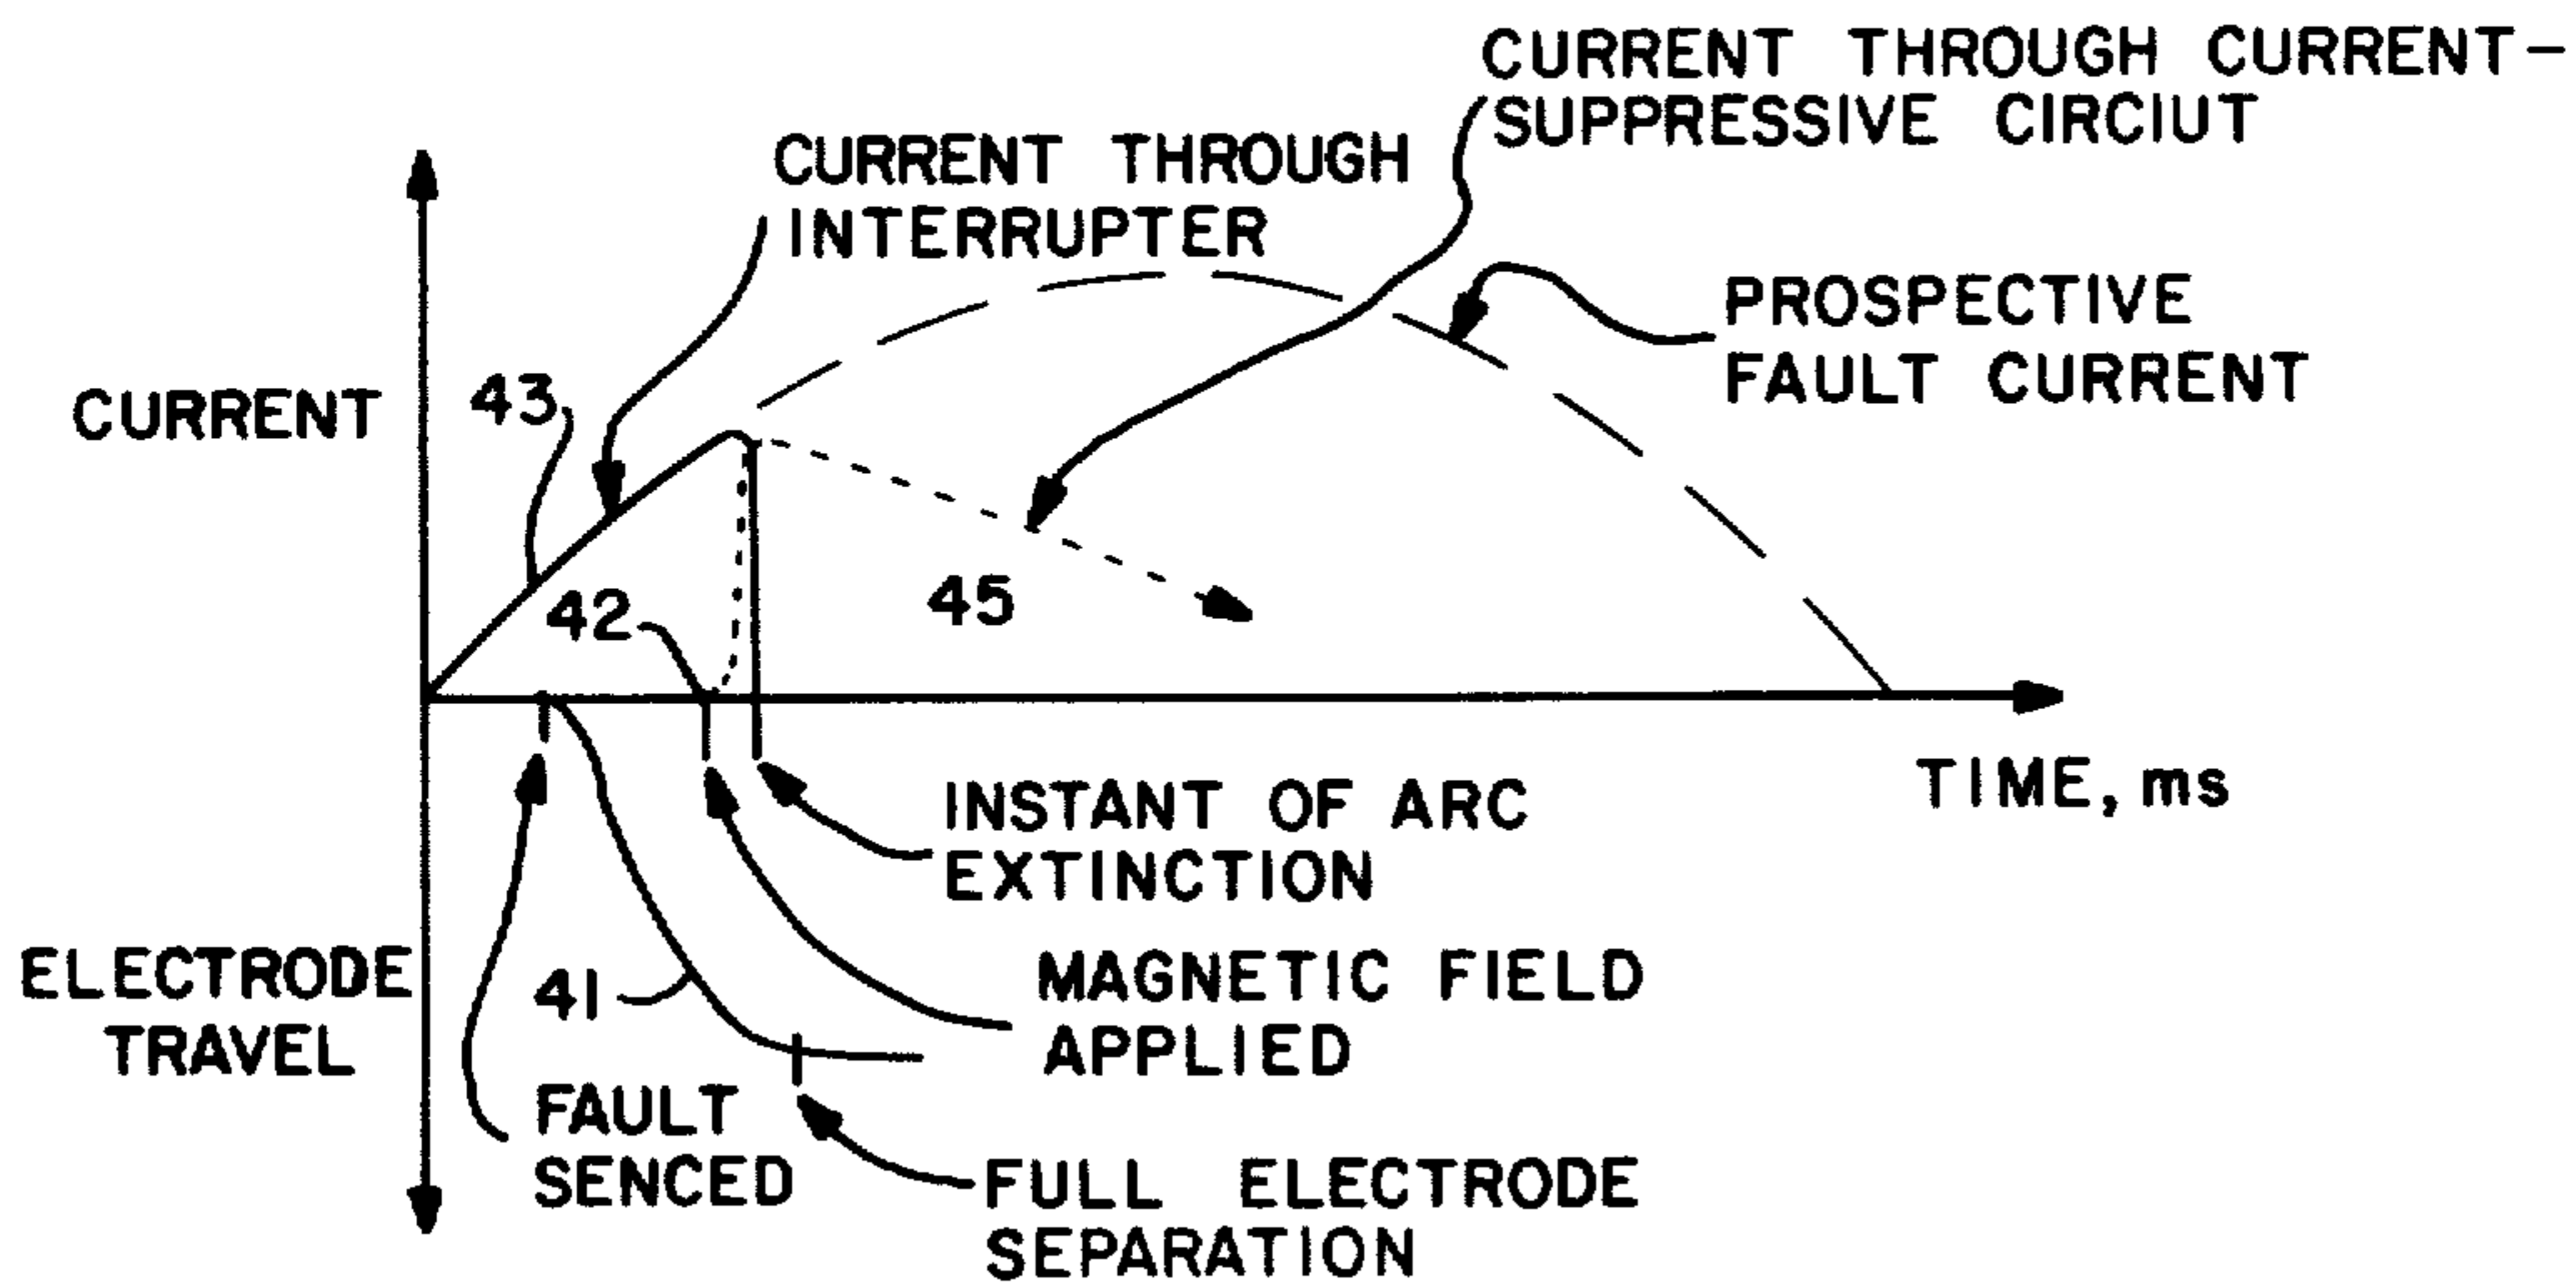 CURRENT THROUGH CURRENT-
SUPPRESSIVE CIRCIUT
CURRENT THROUGH
INTERRUPTER
PROSPECTIVE
FAULT CURRENT
CURRENT
43
42
45
TIME, ms
INSTANT OF ARC
EXTINCTION
ELECTRODE
TRAVEL
41
MAGNETIC FIELD
APPLIED
FAULT
SENCED
FULL ELECTRODE
SEPARATION